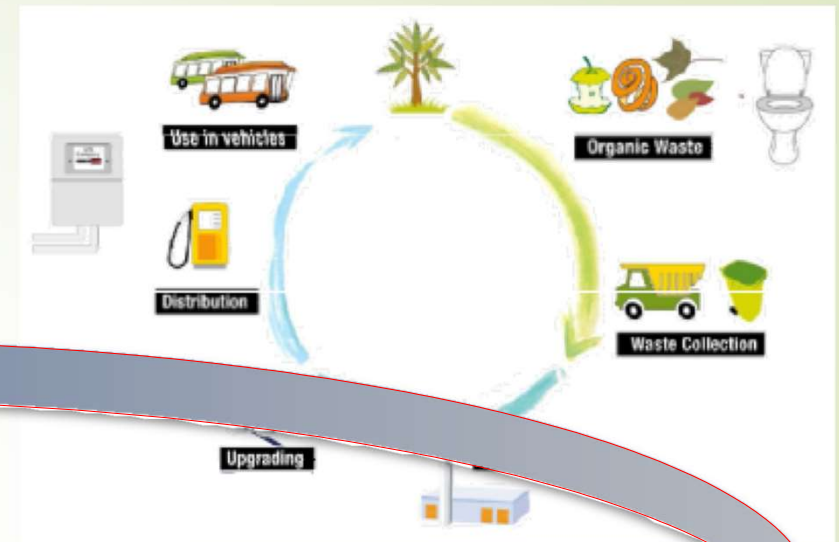 Use in vehicles
Organic Waste
Distribution
Waste Collection
Upgrading